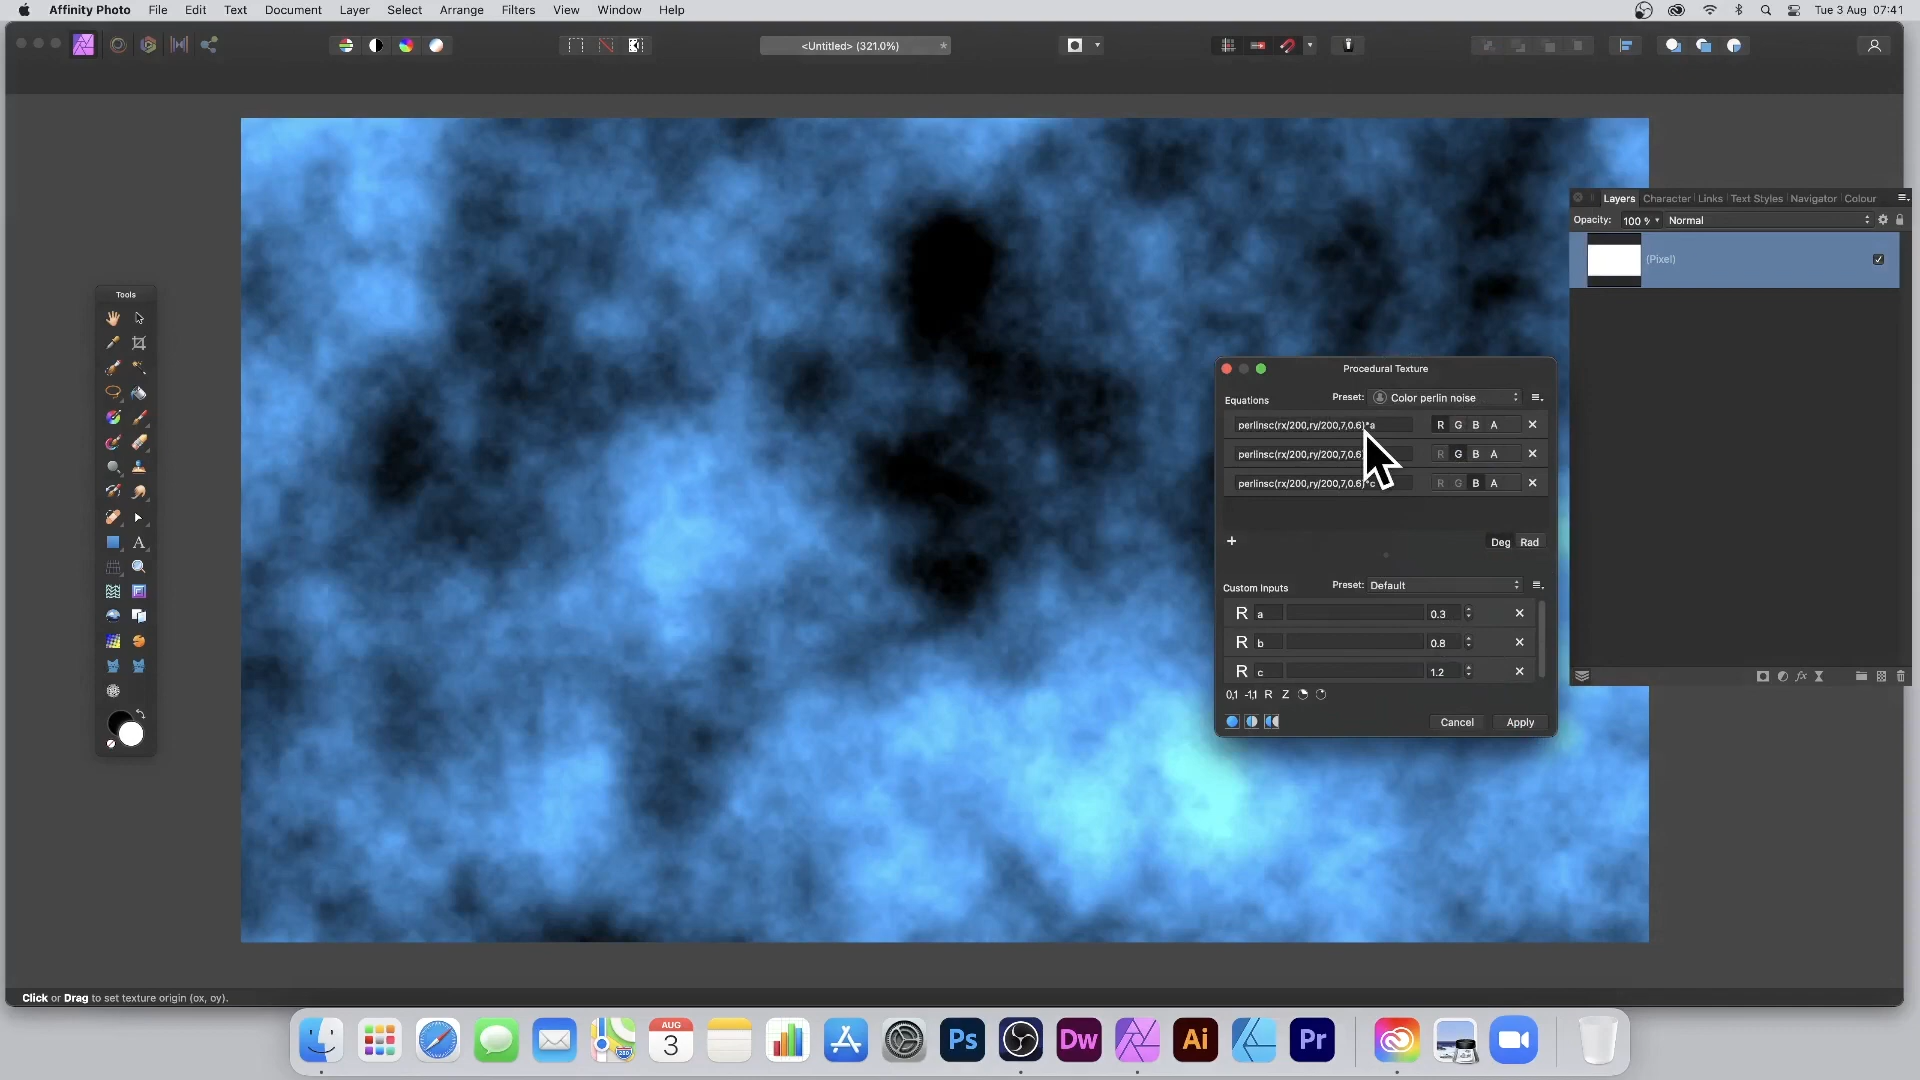 Affinity Photo File Edit Text Document Layer Select Arrange Filters View Window Help
Tue 3 Aug 07:41
<Untitled> (321.0%)
Layers Character Links Text Styles Navigator Colour
Opacity: 100 % Normal
(Pixel)
Tools
Procedural Texture
Equations Preset: Color perlin noise
perlinsc(rx/200,ry/200,7,0.6)*a R G B A
perlinsc(rx/200,ry/200,7,0.6) R G B A
perlinsc(rx/200,ry/200,7,0.6)*c R G B A
Deg Rad
Custom Inputs Preset: Default
R a 0.3
R b 0.8
R c 1.2
0,1 -1,1 R Z
Cancel Apply
fx
A
Click or Drag to set texture origin (ox, oy).
AUG
3
280
Ps
Dw
Ai
Pr